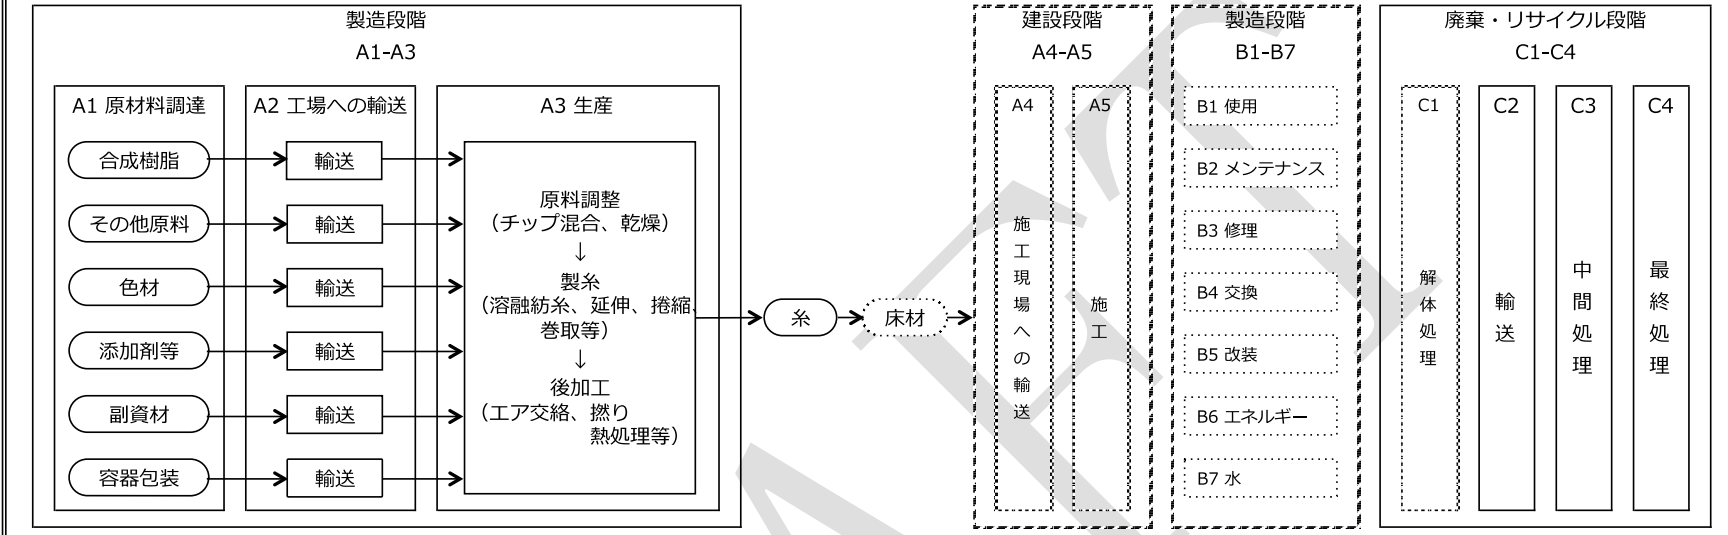 製造段階
A1-A3
A1 原材料調達
合成樹脂
その他原料
色材
添加剤等
副資材
容器包装
A2 工場への輸送
輸送
輸送
輸送
輸送
輸送
輸送
A3 生産
原料調整
（チップ混合、乾燥）
↓
製糸
（溶融紡糸、延伸、捲縮、
巻取等）
↓
後加工
（エア交絡、撚り
熱処理等）
糸
床材
建設段階
A4-A5
A4
施工現場への輸送
A5
施工
製造段階
B1-B7
B1 使用
B2 メンテナンス
B3 修理
B4 交換
B5 改装
B6 エネルギー
B7 水
廃棄・リサイクル段階
C1-C4
C1
解体処理
C2
輸送
C3
中間処理
C4
最終処理